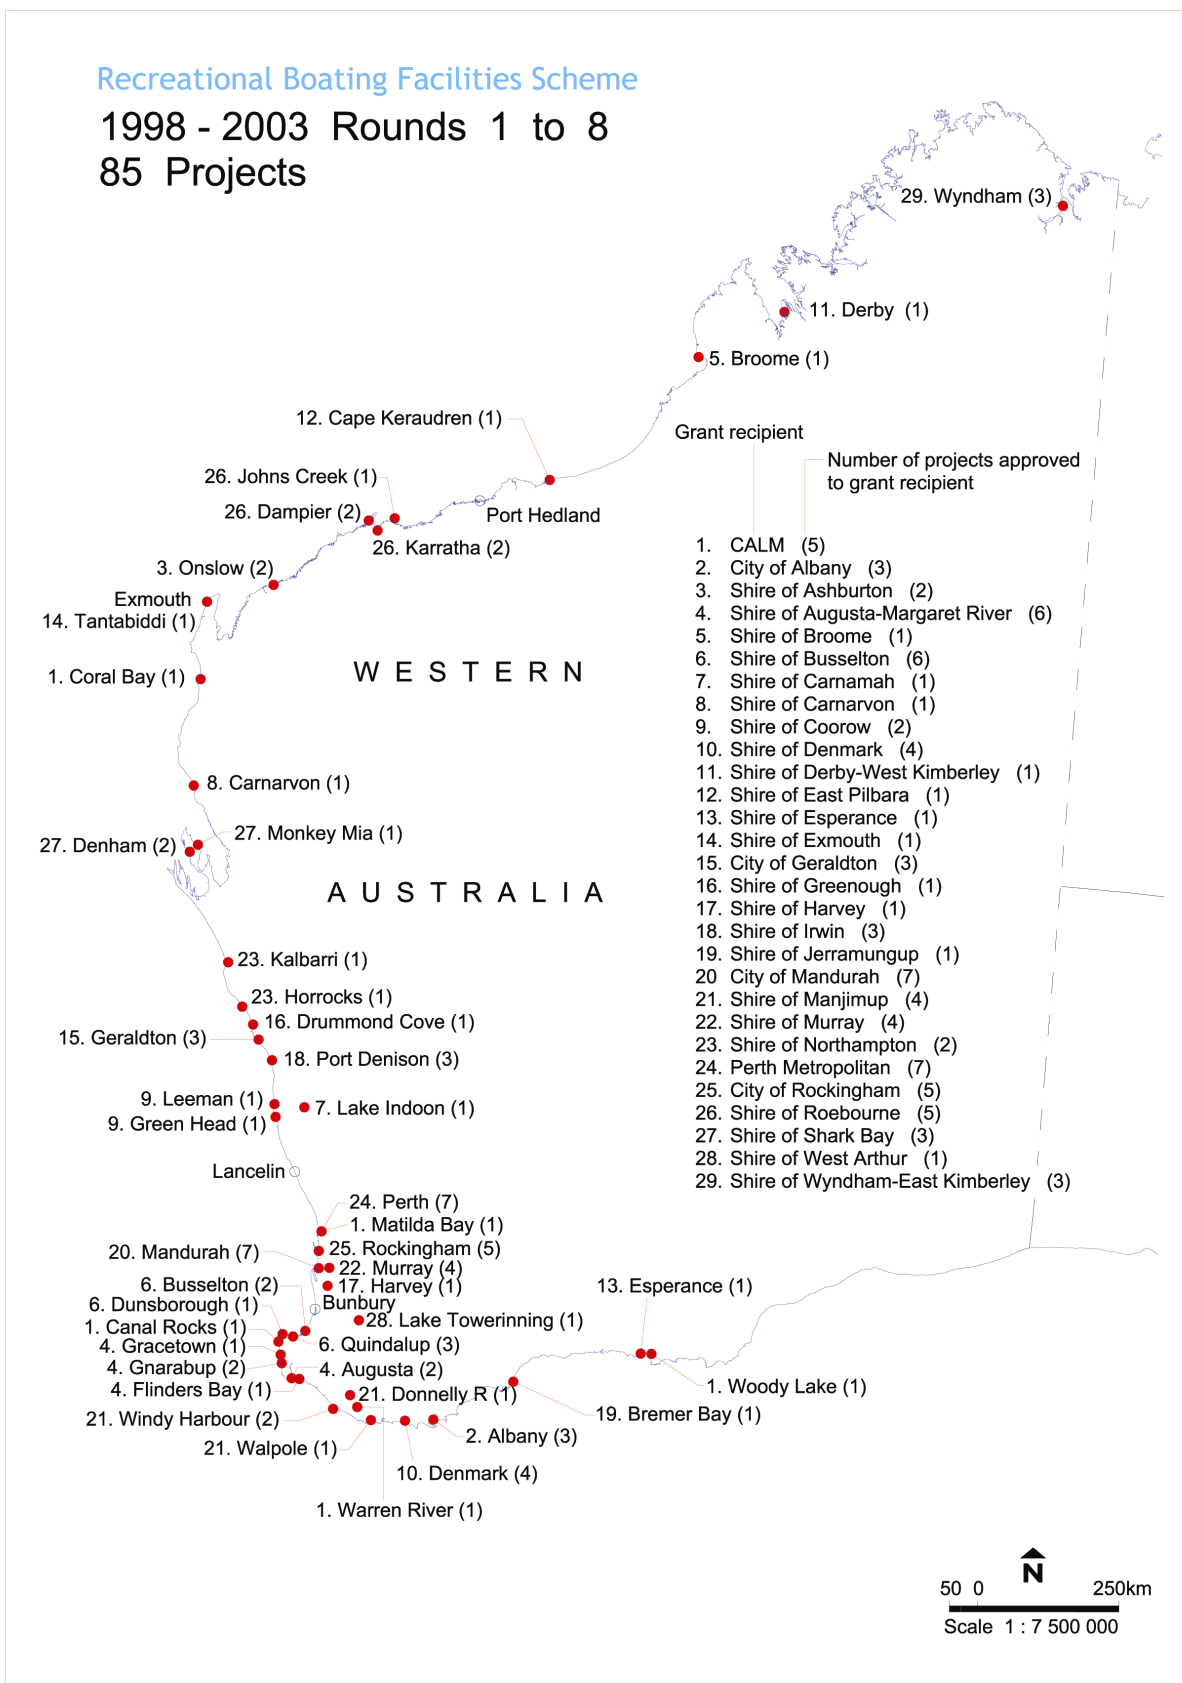 Recreational Boating Facilities Scheme
1998 - 2003 Rounds 1 to 8
85 Projects
29. Wyndham (3)
11. Derby (1)
5. Broome (1)
12. Cape Keraudren (1)
Grant recipient
Number of projects approved
to grant recipient
26. Johns Creek (1)
26. Dampier (2)
Port Hedland
26. Karratha (2)
3. Onslow (2)
Exmouth
14. Tantabiddi (1)
1. Coral Bay (1)
WESTERN
8. Carnarvon (1)
27. Monkey Mia (1)
27. Denham (2)
AUSTRALIA
23. Kalbarri (1)
23. Horrocks (1)
16. Drummond Cove (1)
15. Geraldton (3)
18. Port Denison (3)
9. Leeman (1)
7. Lake Indoon (1)
9. Green Head (1)
Lancelin
24. Perth (7)
1. Matilda Bay (1)
25. Rockingham (5)
20. Mandurah (7)
22. Murray (4)
17. Harvey (1)
6. Busselton (2)
Bunbury
6. Dunsborough (1)
28. Lake Towerinning (1)
1. Canal Rocks (1)
6. Quindalup (3)
4. Gracetown (1)
4. Gnarabup (2)
4. Augusta (2)
4. Flinders Bay (1)
21. Donnelly R (1)
21. Windy Harbour (2)
21. Walpole (1)
2. Albany (3)
10. Denmark (4)
1. Warren River (1)
13. Esperance (1)
1. Woody Lake (1)
19. Bremer Bay (1)
1. CALM (5)
2. City of Albany (3)
3. Shire of Ashburton (2)
4. Shire of Augusta-Margaret River (6)
5. Shire of Broome (1)
6. Shire of Busselton (6)
7. Shire of Carnamah (1)
8. Shire of Carnarvon (1)
9. Shire of Coorow (2)
10. Shire of Denmark (4)
11. Shire of Derby-West Kimberley (1)
12. Shire of East Pilbara (1)
13. Shire of Esperance (1)
14. Shire of Exmouth (1)
15. City of Geraldton (3)
16. Shire of Greenough (1)
17. Shire of Harvey (1)
18. Shire of Irwin (3)
19. Shire of Jerramungup (1)
20 City of Mandurah (7)
21. Shire of Manjimup (4)
22. Shire of Murray (4)
23. Shire of Northampton (2)
24. Perth Metropolitan (7)
25. City of Rockingham (5)
26. Shire of Roebourne (5)
27. Shire of Shark Bay (3)
28. Shire of West Arthur (1)
29. Shire of Wyndham-East Kimberley (3)
N
50 0 250km
Scale 1 : 7 500 000